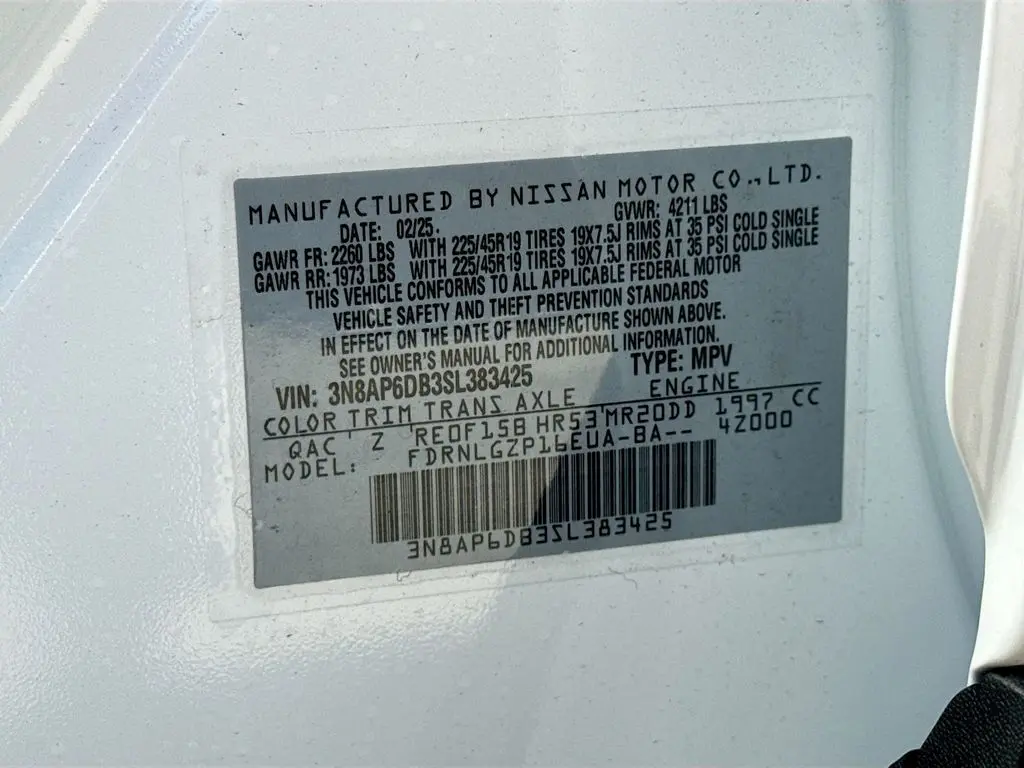 MANUFACTURED BY NISSAN MOTOR CO.,LTD.
DATE: 02/25. GVWR: 4211 LBS
GAWR FR: 2260 LBS WITH 225/45R19 TIRES 19X7.5J RIMS AT 35 PSI COLD SINGLE
GAWR RR: 1973 LBS WITH 225/45R19 TIRES 19X7.5J RIMS AT 35 PSI COLD SINGLE
THIS VEHICLE CONFORMS TO ALL APPLICABLE FEDERAL MOTOR
VEHICLE SAFETY AND THEFT PREVENTION STANDARDS
IN EFFECT ON THE DATE OF MANUFACTURE SHOWN ABOVE.
SEE OWNER'S MANUAL FOR ADDITIONAL INFORMATION.
VIN: 3N8AP6DB3SL383425 TYPE: MPV
COLOR TRIM TRANS AXLE ENGINE
QAC Z RE0F15B HR53 MR20DD 1997 CC
MODEL: FDRNLGZP16EUA-BA-- 42000
3N8AP6DB3SL383425